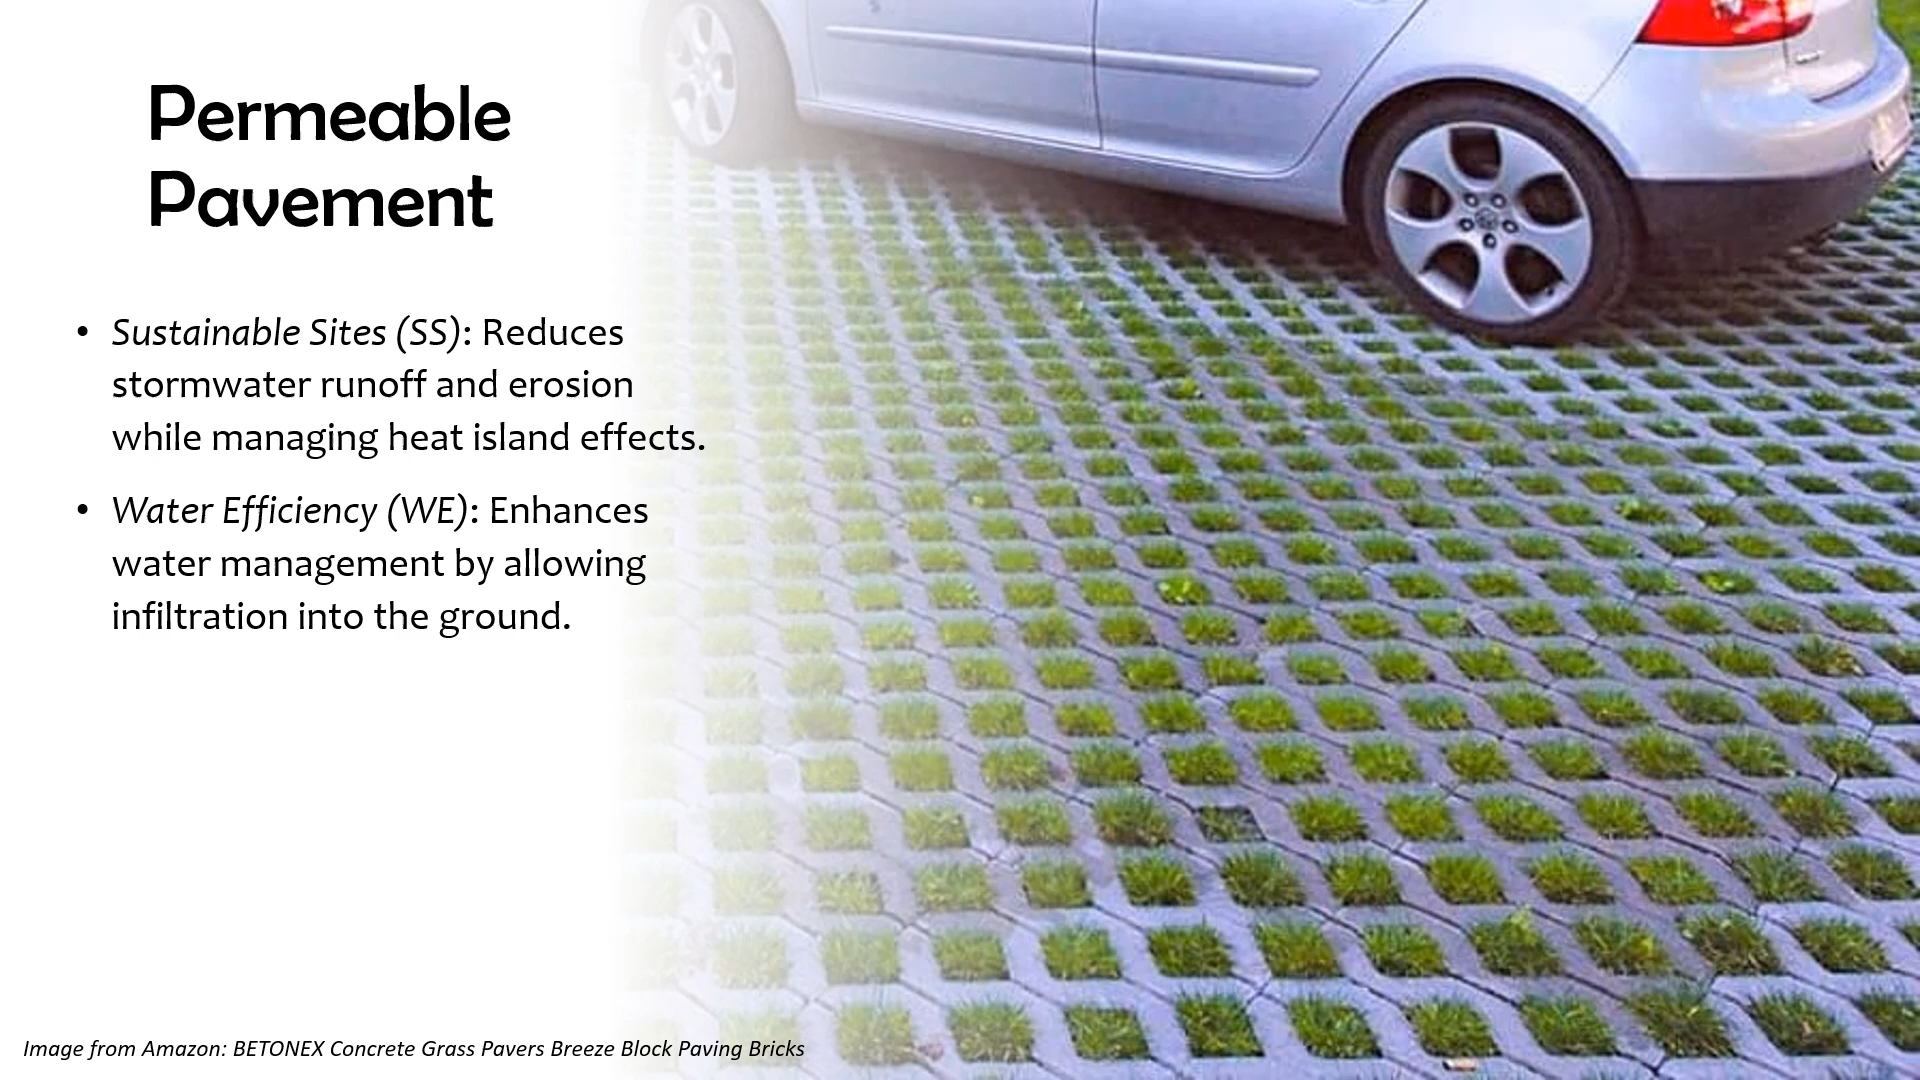 Permeable
Pavement
• Sustainable Sites (SS): Reduces
stormwater runoff and erosion
while managing heat island effects.
• Water Efficiency (WE): Enhances
water management by allowing
infiltration into the ground.
Image from Amazon: BETONEX Concrete Grass Pavers Breeze Block Paving Bricks